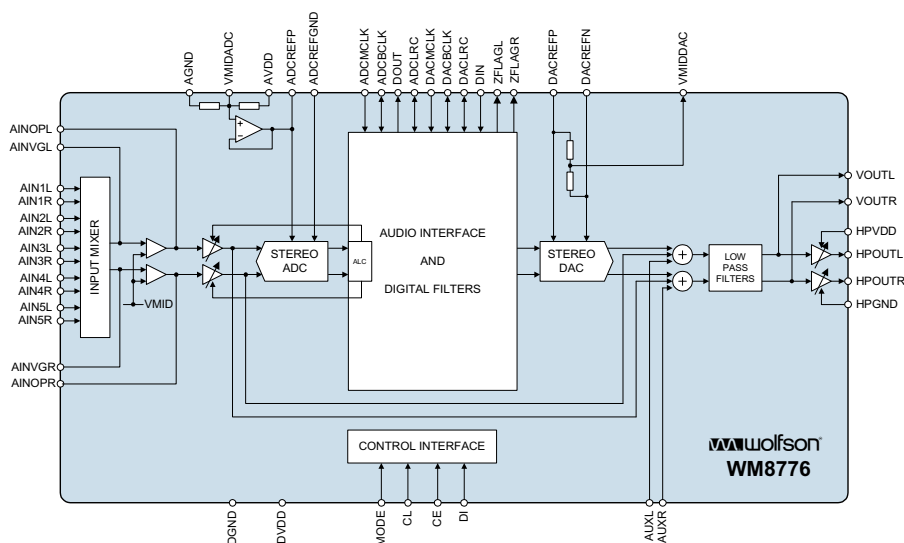 AGND
VMIDADC
AVDD
ADCREFP
ADCREFGND
ADCMCLK
ADCBCLK
DOUT
ADCLRC
DACMCLK
DACBCLK
DACLRC
DIN
ZFLAGL
ZFLAGR
DACREFP
DACREFN
VMIDDAC
AINOPL
AINVGL
AIN1L
AIN1R
AIN2L
AIN2R
AIN3L
AIN3R
AIN4L
AIN4R
AIN5L
AIN5R
AINVGR
AINOPR
INPUT MIXER
+
−
VMID
STEREO
ADC
ALC
AUDIO INTERFACE
AND
DIGITAL FILTERS
STEREO
DAC
+
+
LOW
PASS
FILTERS
VOUTL
VOUTR
HPVDD
HPOUTL
HPOUTR
HPGND
CONTROL INTERFACE
wolfson
WM8776
DGND
DVDD
MODE
CL
CE
DI
AUXL
AUXR